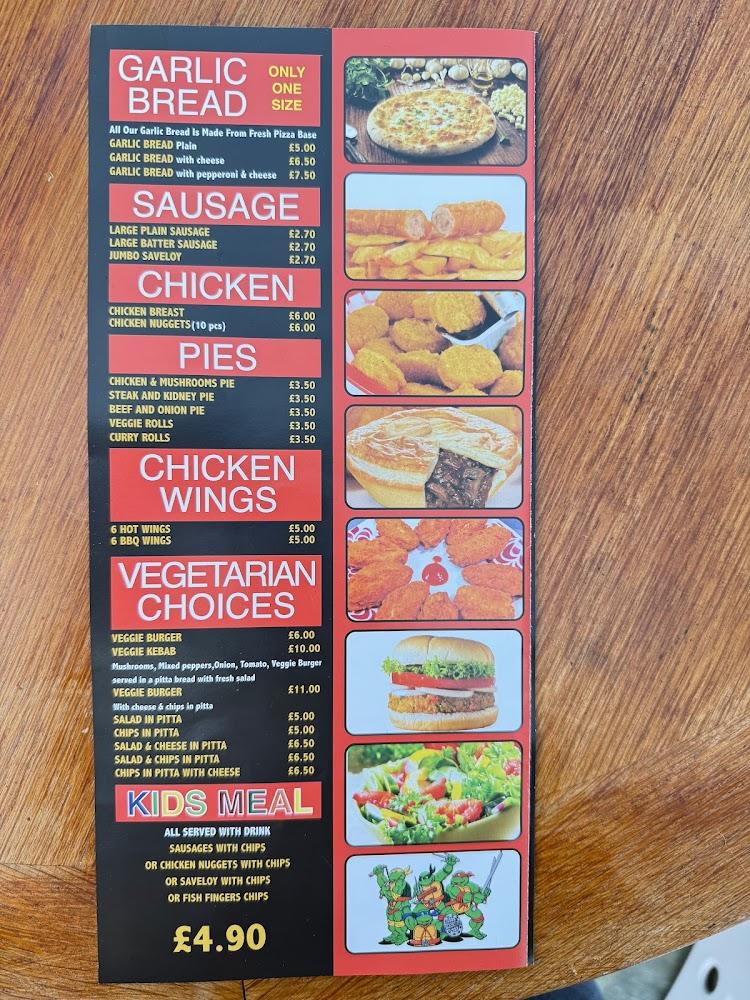 GARLIC
BREAD
ONLY
ONE
SIZE
All Our Garlic Bread Is Made From Fresh Pizza Base
GARLIC BREAD Plain £5.00
GARLIC BREAD with cheese £6.50
GARLIC BREAD with pepperoni & cheese £7.50
SAUSAGE
LARGE PLAIN SAUSAGE £2.70
LARGE BATTER SAUSAGE £2.70
JUMBO SAVELOY £2.70
CHICKEN
CHICKEN BREAST £6.00
CHICKEN NUGGETS(10 pcs) £6.00
PIES
CHICKEN & MUSHROOMS PIE £3.50
STEAK AND KIDNEY PIE £3.50
BEEF AND ONION PIE £3.50
VEGGIE ROLLS £3.50
CURRY ROLLS £3.50
CHICKEN
WINGS
6 HOT WINGS £5.00
6 BBQ WINGS £5.00
VEGETARIAN
CHOICES
VEGGIE BURGER £6.00
VEGGIE KEBAB £10.00
Mushrooms, Mixed peppers,Onion, Tomato, Veggie Burger
served in a pitta bread with fresh salad
VEGGIE BURGER £11.00
With cheese & chips in pitta
SALAD IN PITTA £5.00
CHIPS IN PITTA £5.00
SALAD & CHEESE IN PITTA £6.50
SALAD & CHIPS IN PITTA £6.50
CHIPS IN PITTA WITH CHEESE £6.50
KIDS MEAL
ALL SERVED WITH DRINK
SAUSAGES WITH CHIPS
OR CHICKEN NUGGETS WITH CHIPS
OR SAVELOY WITH CHIPS
OR FISH FINGERS CHIPS
£4.90